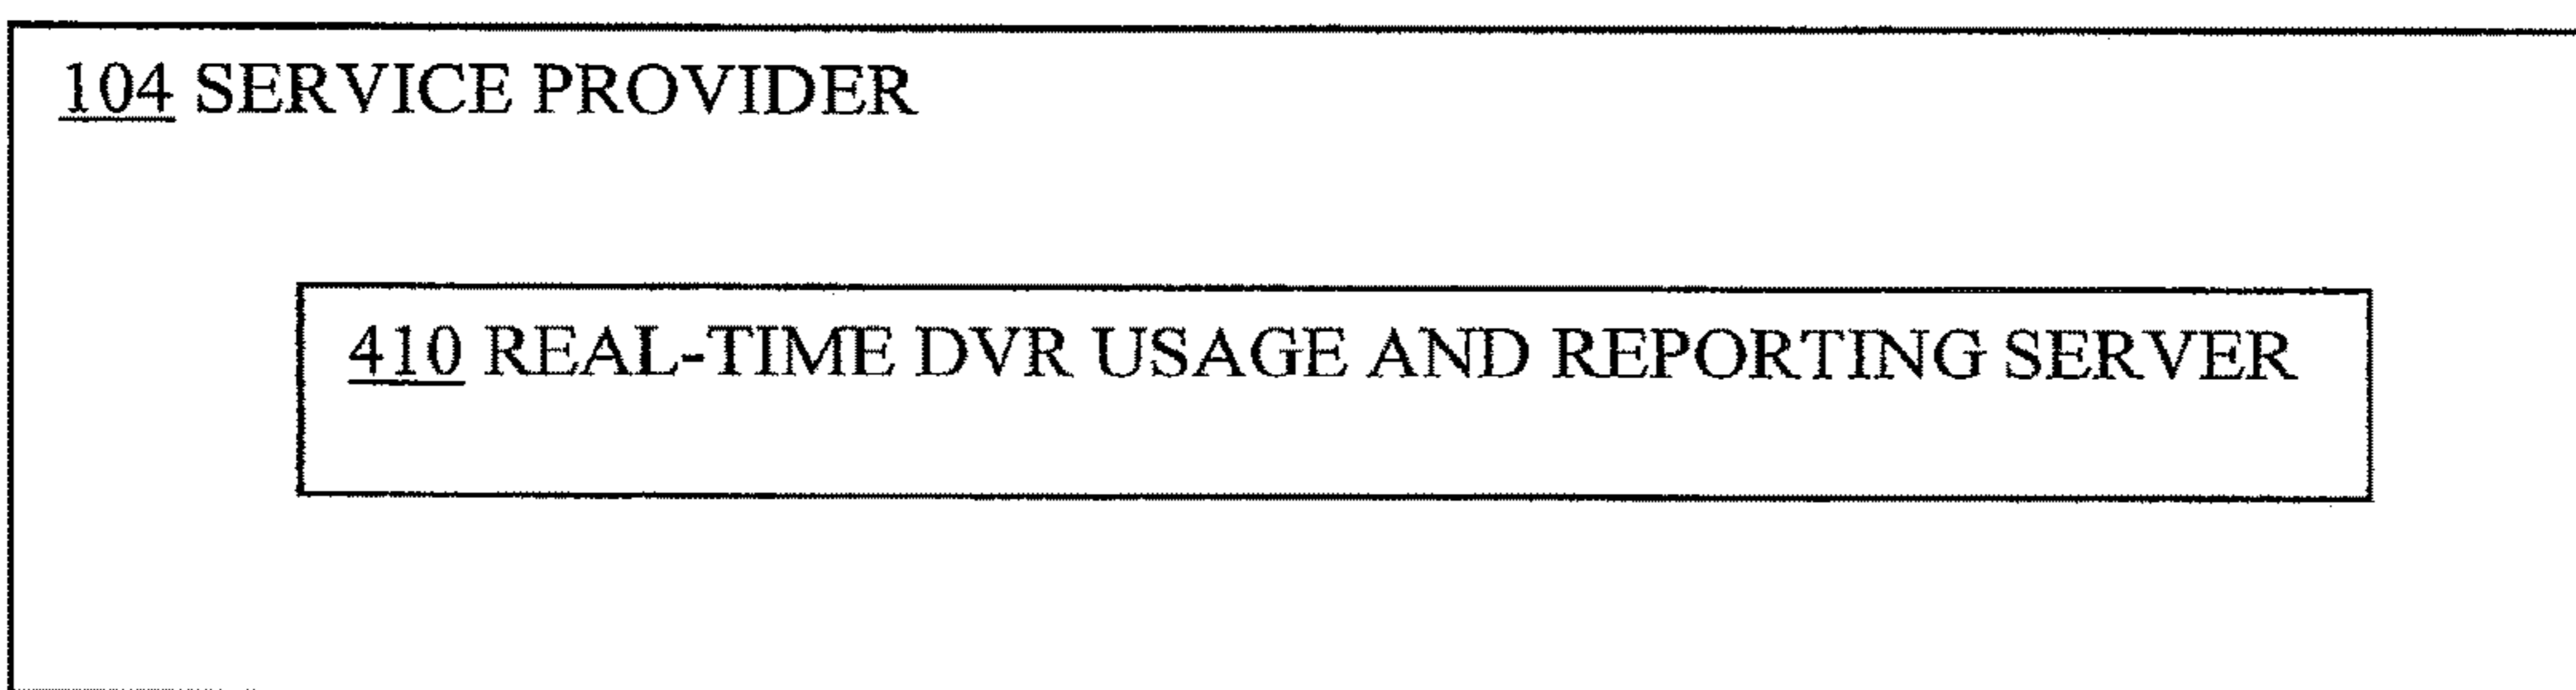 104 SERVICE PROVIDER
410 REAL-TIME DVR USAGE AND REPORTING SERVER